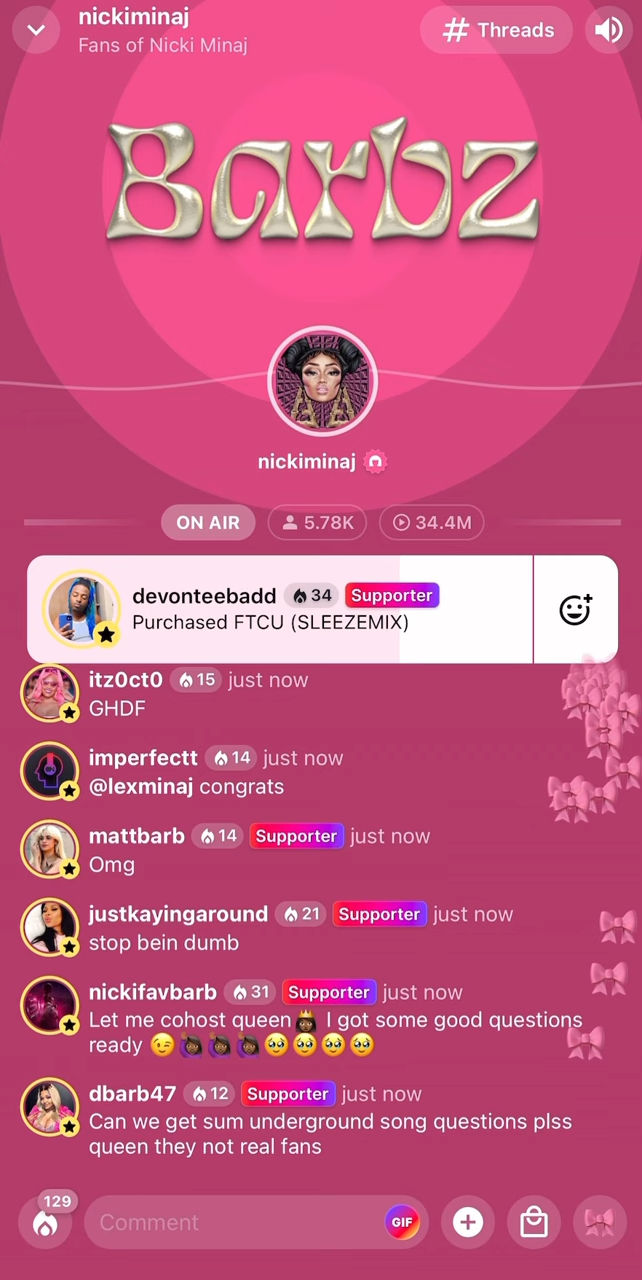 nickiminaj
Fans of Nicki Minaj
# Threads
Barbz
nickiminaj
ON AIR
5.78K
34.4M
devonteebadd 34 Supporter
Purchased FTCU (SLEEZEMIX)
itz0ct0 15 just now
GHDF
imperfectt 14 just now
@lexminaj congrats
mattbarb 14 Supporter just now
Omg
justkayingaround 21 Supporter just now
stop bein dumb
nickifavbarb 31 Supporter just now
Let me cohost queen👸🏿 I got some good questions
ready 😉🙋🏿‍♀️🙋🏿‍♀️🙋🏿‍♀️🥹🥹🥹🥹
dbarb47 12 Supporter just now
Can we get sum underground song questions plss
queen they not real fans
129
Comment
GIF